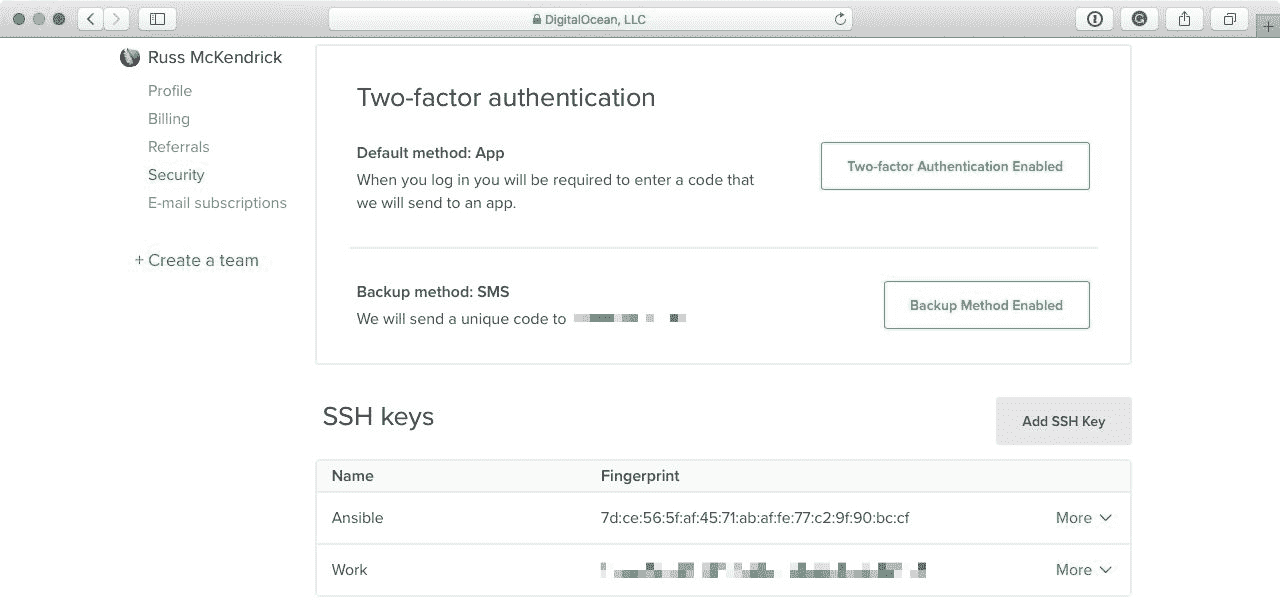 DigitalOcean, LLC
Russ McKendrick
Profile
Billing
Referrals
Security
E-mail subscriptions
+ Create a team
Two-factor authentication
Default method: App
When you log in you will be required to enter a code that
we will send to an app.
Two-factor Authentication Enabled
Backup method: SMS
We will send a unique code to
Backup Method Enabled
SSH keys
Add SSH Key
Name Fingerprint
Ansible 7d:ce:56:5f:af:45:71:ab:af:fe:77:c2:9f:90:bc:cf More
Work More